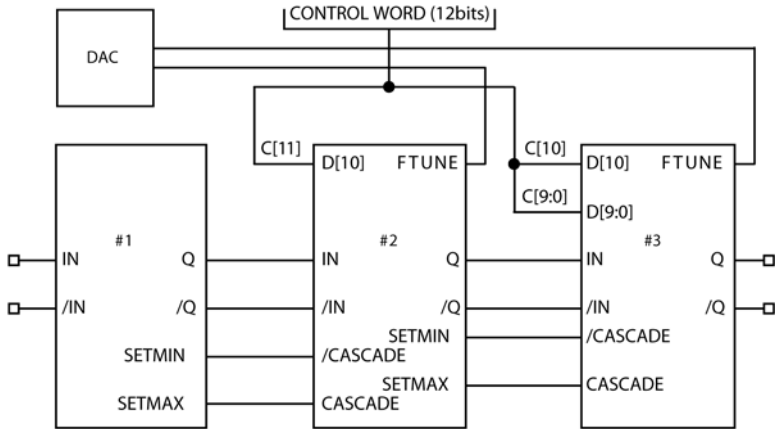 CONTROL WORD (12bits)
DAC
C[11]
C[10]
C[9:0]
#1
IN
/IN
Q
/Q
SETMIN
SETMAX
D[10]
FTUNE
#2
IN
/IN
/CASCADE
CASCADE
Q
/Q
SETMIN
SETMAX
D[10]
FTUNE
D[9:0]
#3
IN
/IN
/CASCADE
CASCADE
Q
/Q